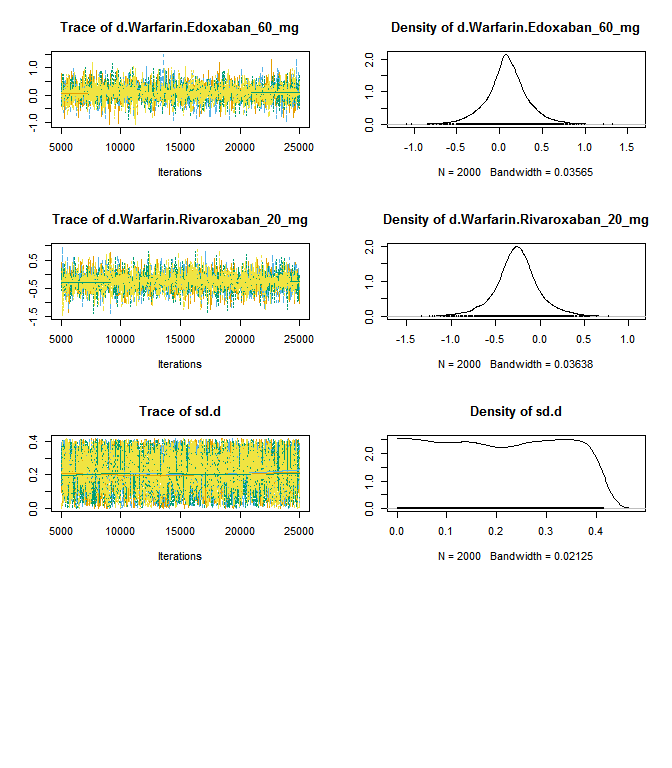 Trace of d.Warfarin.Edoxaban_60_mg
-1.0 0.0 1.0
5000 10000 15000 20000 25000
Iterations
Density of d.Warfarin.Edoxaban_60_mg
0.0 1.0 2.0
-1.0 -0.5 0.0 0.5 1.0 1.5
N = 2000 Bandwidth = 0.03565
Trace of d.Warfarin.Rivaroxaban_20_mg
-1.5 -0.5 0.5
5000 10000 15000 20000 25000
Iterations
Density of d.Warfarin.Rivaroxaban_20_mg
0.0 1.0 2.0
-1.5 -1.0 -0.5 0.0 0.5 1.0
N = 2000 Bandwidth = 0.03638
Trace of sd.d
0.0 0.2 0.4
5000 10000 15000 20000 25000
Iterations
Density of sd.d
0.0 1.0 2.0
0.0 0.1 0.2 0.3 0.4
N = 2000 Bandwidth = 0.02125